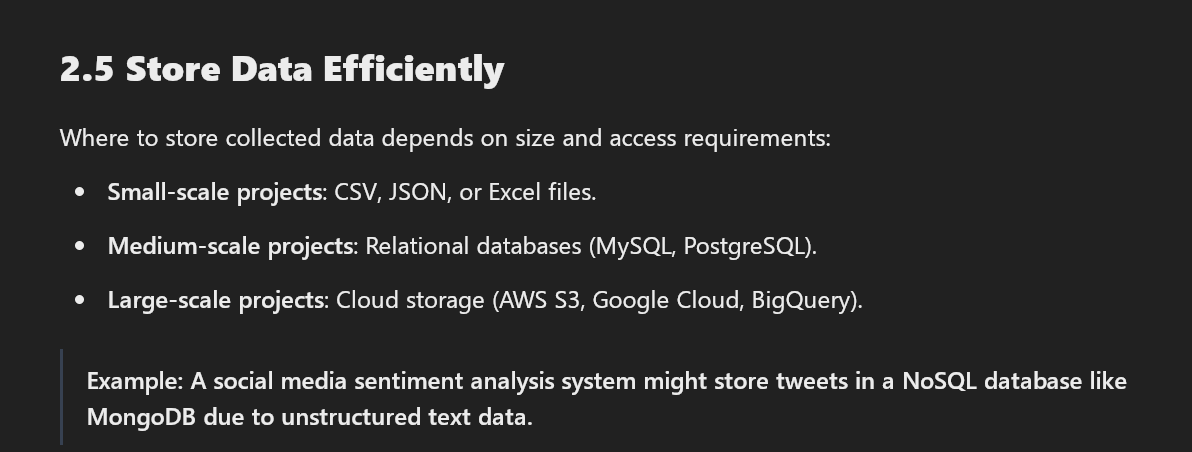 2.5 Store Data Efficiently
Where to store collected data depends on size and access requirements:
• Small-scale projects: CSV, JSON, or Excel files.
• Medium-scale projects: Relational databases (MySQL, PostgreSQL).
• Large-scale projects: Cloud storage (AWS S3, Google Cloud, BigQuery).
Example: A social media sentiment analysis system might store tweets in a NoSQL database like
MongoDB due to unstructured text data.